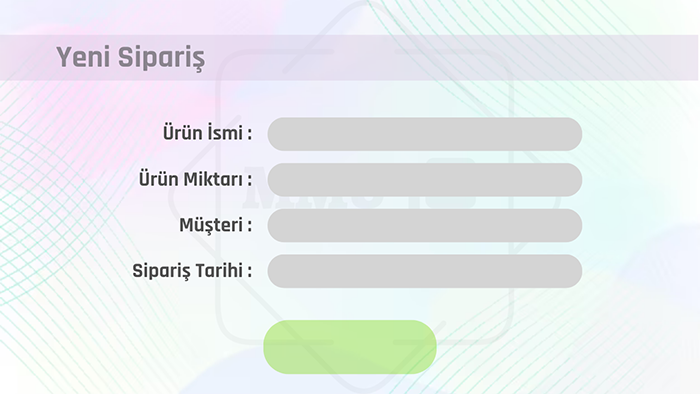 Yeni Sipariş
Ürün İsmi :
Ürün Miktarı :
Müşteri :
Sipariş Tarihi :